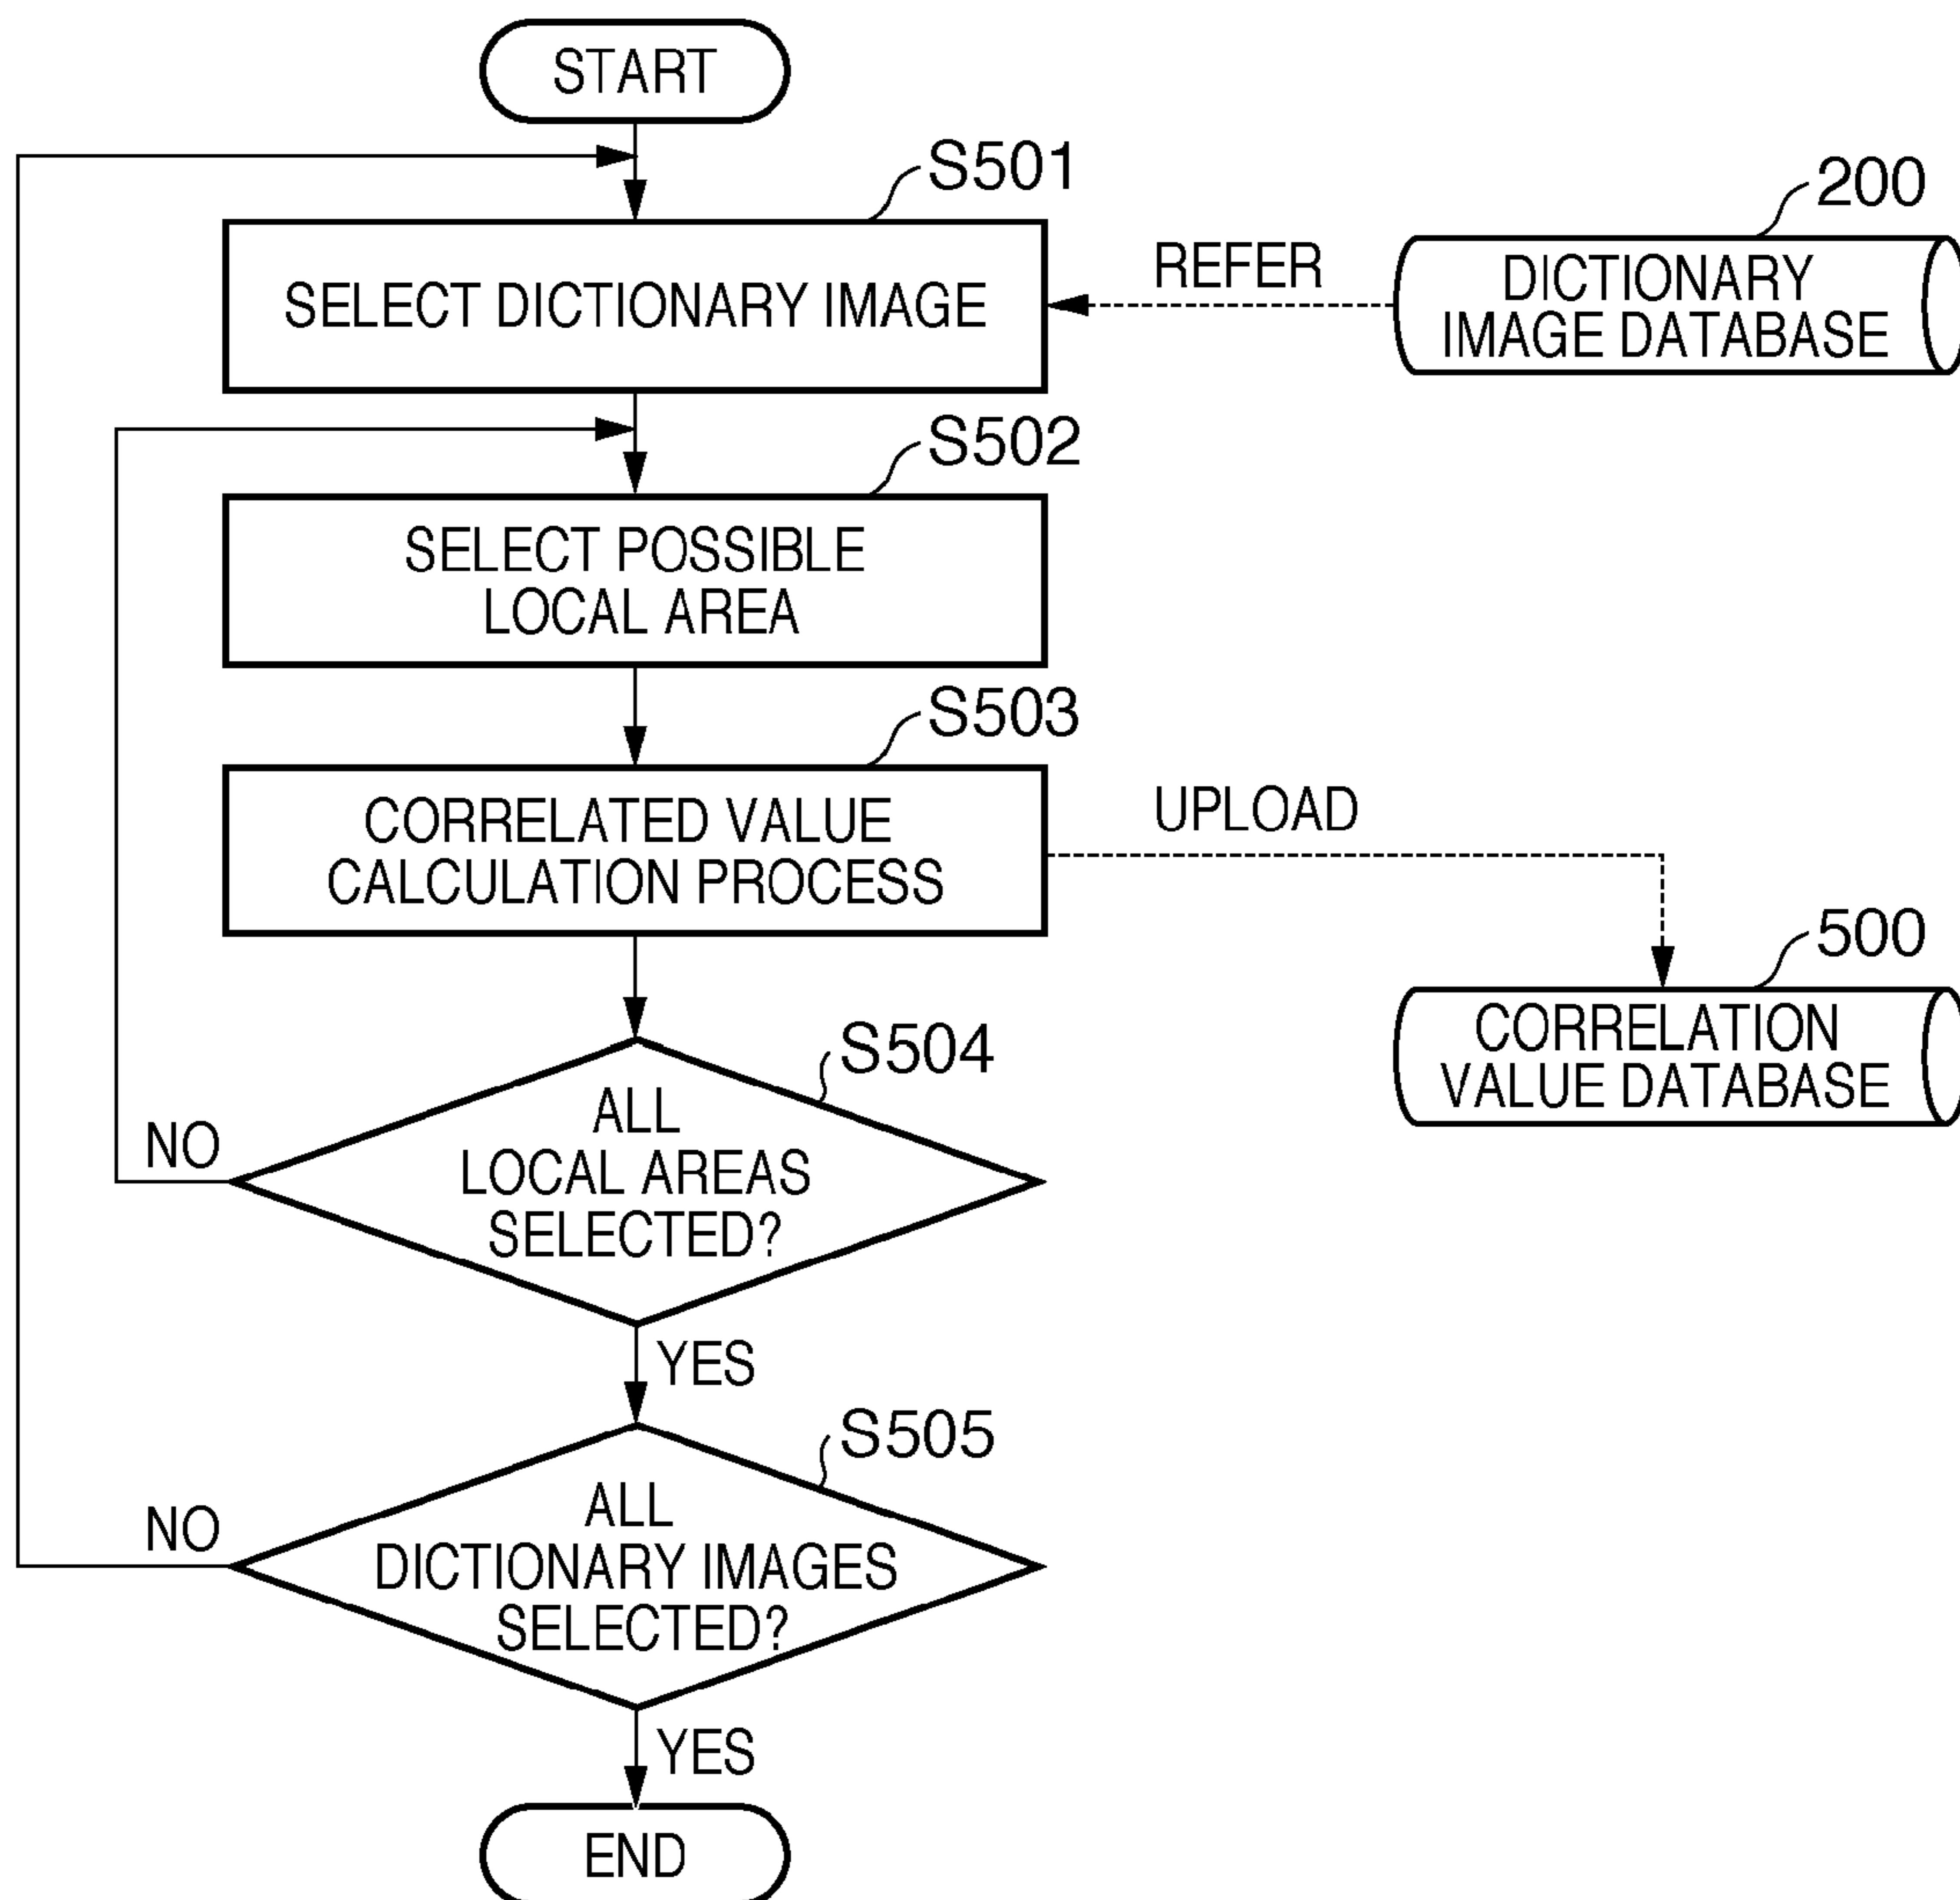 START
S501
200
SELECT DICTIONARY IMAGE
REFER
DICTIONARY
IMAGE DATABASE
S502
SELECT POSSIBLE
LOCAL AREA
S503
CORRELATED VALUE
CALCULATION PROCESS
UPLOAD
500
CORRELATION
VALUE DATABASE
S504
ALL
LOCAL AREAS
SELECTED?
NO
YES
S505
ALL
DICTIONARY IMAGES
SELECTED?
NO
YES
END